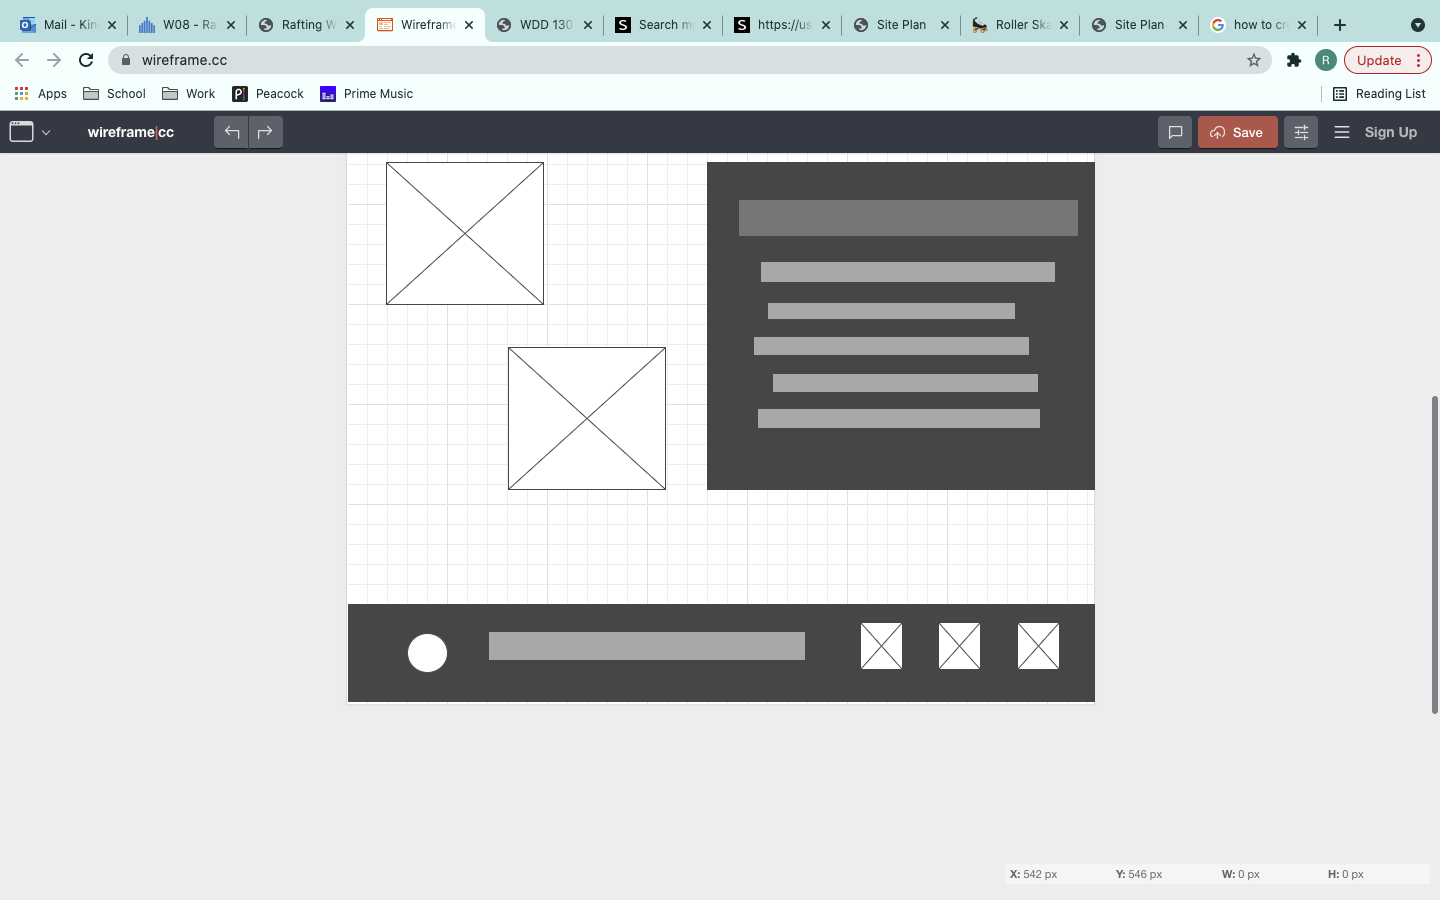 Mail - Kin
W08 - Ra
Rafting W
Wireframe
WDD 130
Search m
https://us
Site Plan
Roller Ska
Site Plan
how to cr
wireframe.cc
R
Update
Apps
School
Work
Peacock
Prime Music
Reading List
wireframe|cc
Save
Sign Up
X: 542 px
Y: 546 px
W: 0 px
H: 0 px